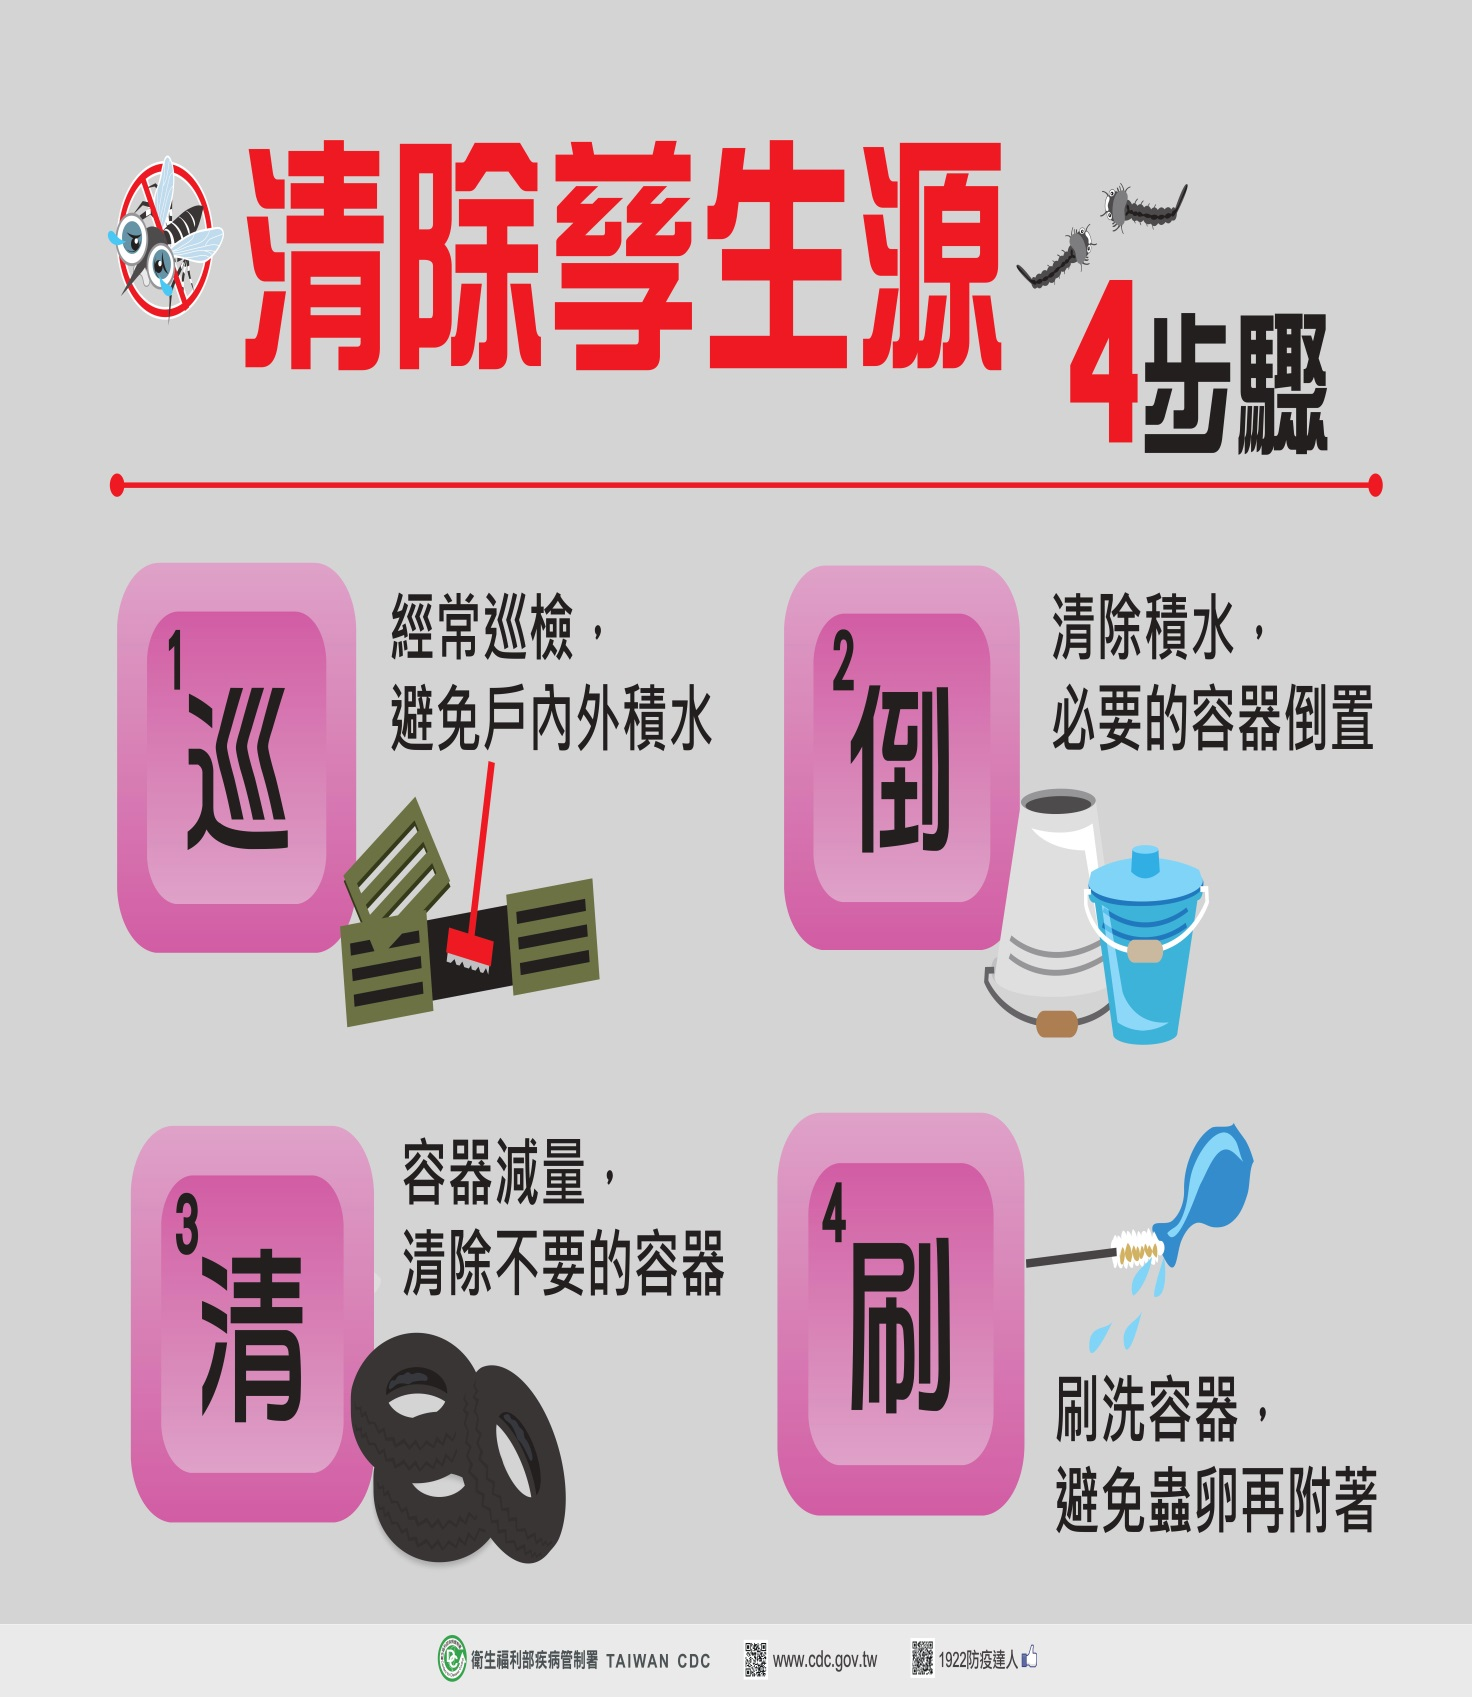 清除孳生源
4步驟
1
巡
經常巡檢，
避免戶內外積水
2
倒
清除積水，
必要的容器倒置
3
清
容器減量，
清除不要的容器
4
刷
刷洗容器，
避免蟲卵再附著
衛生福利部疾病管制署 TAIWAN CDC
www.cdc.gov.tw
1922防疫達人